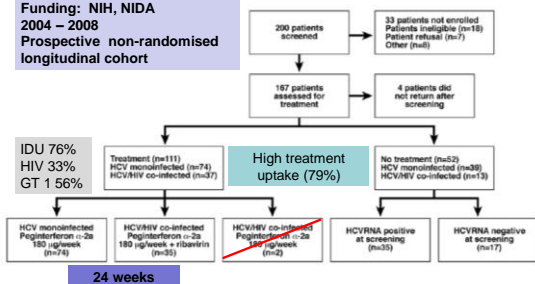 Funding: NIH, NIDA
2004 – 2008
Prospective non-randomised
longitudinal cohort
200 patients
screened
33 patients not enrolled
Patients ineligible (n=18)
Patient refusal (n=7)
Other (n=8)
167 patients
assessed for
treatment
4 patients did
not return after
screening
IDU 76%
HIV 33%
GT 1 56%
Treatment (n=111)
HCV monoinfected (n=74)
HCV/HIV co-infected (n=37)
High treatment
uptake (79%)
No treatment (n=52)
HCV monoinfected (n=39)
HCV/HIV co-infected (n=13)
HCV monoinfected
Peginterferon α-2a
180 µg/week
(n=74)
HCV/HIV co-infected
Peginterferon α-2a
180 µg/week + ribavirin
(n=35)
HCV/HIV co-infected
Peginterferon α-2a
180 µg/week
(n=2)
HCVRNA positive
at screening
(n=35)
HCVRNA negative
at screening
(n=17)
24 weeks